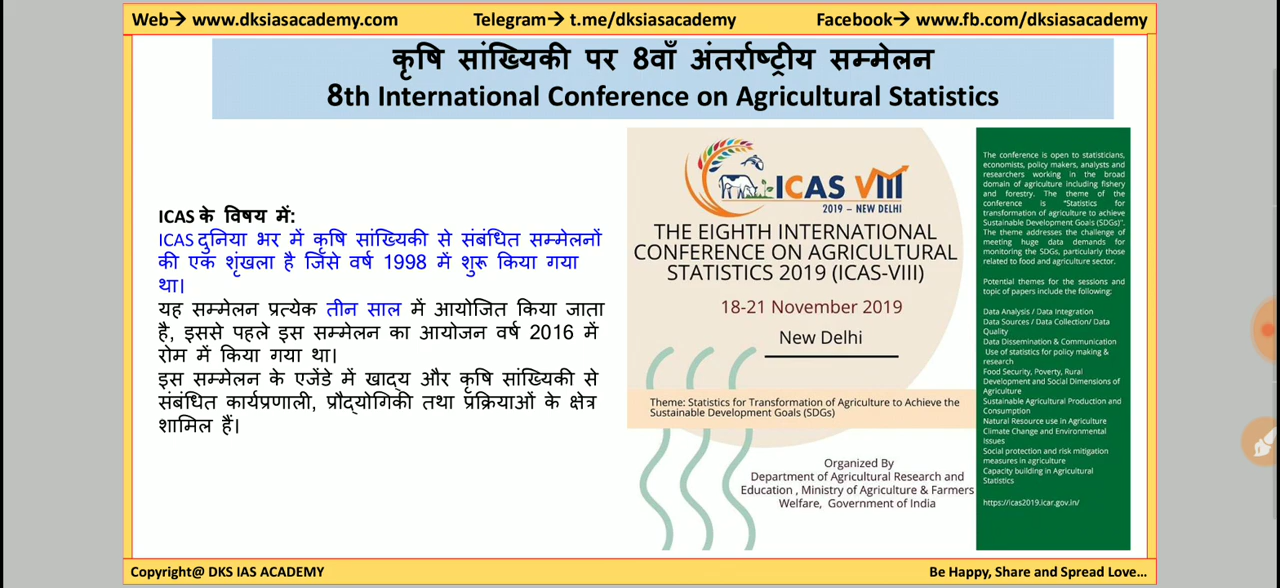 Web→ www.dksiasacademy.com Telegram→ t.me/dksiasacademy Facebook→ www.fb.com/dksiasacademy
कृषि सांख्यिकी पर 8वाँ अंतर्राष्ट्रीय सम्मेलन
8th International Conference on Agricultural Statistics
ICAS के विषय में:
ICAS दुनिया भर में कृषि सांख्यिकी से संबंधित सम्मेलनों
की एक शृंखला है जिसे वर्ष 1998 में शुरू किया गया
था।
यह सम्मेलन प्रत्येक तीन साल में आयोजित किया जाता
है, इससे पहले इस सम्मेलन का आयोजन वर्ष 2016 में
रोम में किया गया था।
इस सम्मेलन के एजेंडे में खाद्य और कृषि सांख्यिकी से
संबंधित कार्यप्रणाली, प्रौद्योगिकी तथा प्रक्रियाओं के क्षेत्र
शामिल हैं।
ICAS VIII
2019 – NEW DELHI
THE EIGHTH INTERNATIONAL
CONFERENCE ON AGRICULTURAL
STATISTICS 2019 (ICAS-VIII)
18-21 November 2019
New Delhi
Theme: Statistics for Transformation of Agriculture to Achieve the
Sustainable Development Goals (SDGs)
Organized By
Department of Agricultural Research and
Education , Ministry of Agriculture & Farmers
Welfare, Government of India
The conference is open to statisticians,
economists, policy makers, analysts and
researchers working in the broad
domain of agriculture including fishery
and forestry. The theme of the
conference is "Statistics for
transformation of agriculture to achieve
Sustainable Development Goals (SDGs)".
The theme addresses the challenge of
meeting huge data demands for
monitoring the SDGs, particularly those
related to food and agriculture sector.
Potential themes for the sessions and
topic of papers include the following:
Data Analysis / Data Integration
Data Sources / Data Collection/ Data
Quality
Data Dissemination & Communication
Use of statistics for policy making &
research
Food Security, Poverty, Rural
Development and Social Dimensions of
Agriculture
Sustainable Agricultural Production and
Consumption
Natural Resource use in Agriculture
Climate Change and Environmental
Issues
Social protection and risk mitigation
measures in agriculture
Capacity building in Agricultural
Statistics
https://icas2019.icar.gov.in/
Copyright@ DKS IAS ACADEMY Be Happy, Share and Spread Love…